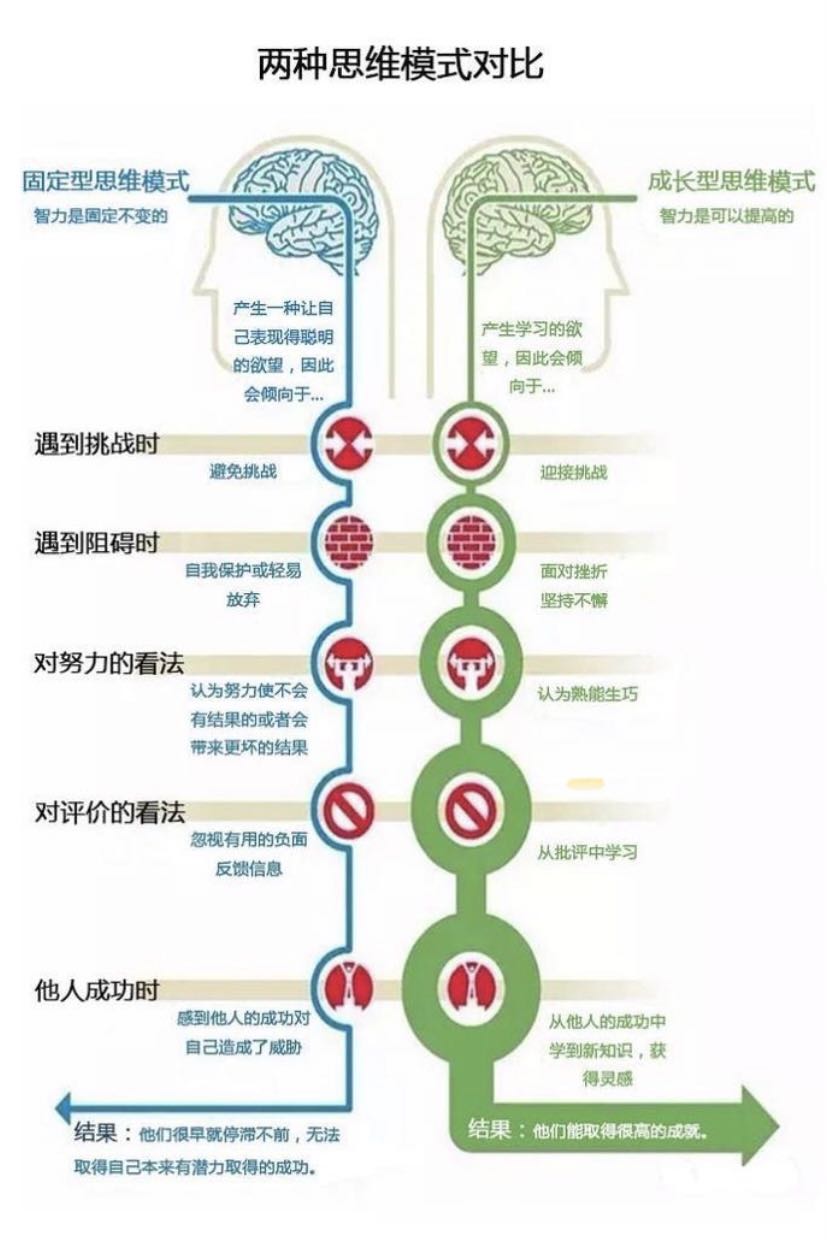 两种思维模式对比
固定型思维模式
智力是固定不变的
成长型思维模式
智力是可以提高的
产生一种让自
己表现得聪明
的欲望，因此
会倾向于...
产生学习的欲
望，因此会倾
向于...
遇到挑战时
避免挑战
迎接挑战
遇到阻碍时
自我保护或轻易
放弃
面对挫折
坚持不懈
对努力的看法
认为努力使不会
有结果的或者会
带来更坏的结果
认为熟能生巧
对评价的看法
忽视有用的负面
反馈信息
从批评中学习
他人成功时
感到他人的成功对
自己造成了威胁
从他人的成功中
学到新知识，获
得灵感
结果：他们很早就停滞不前，无法
取得自己本来有潜力取得的成功。
结果：他们能取得很高的成就。